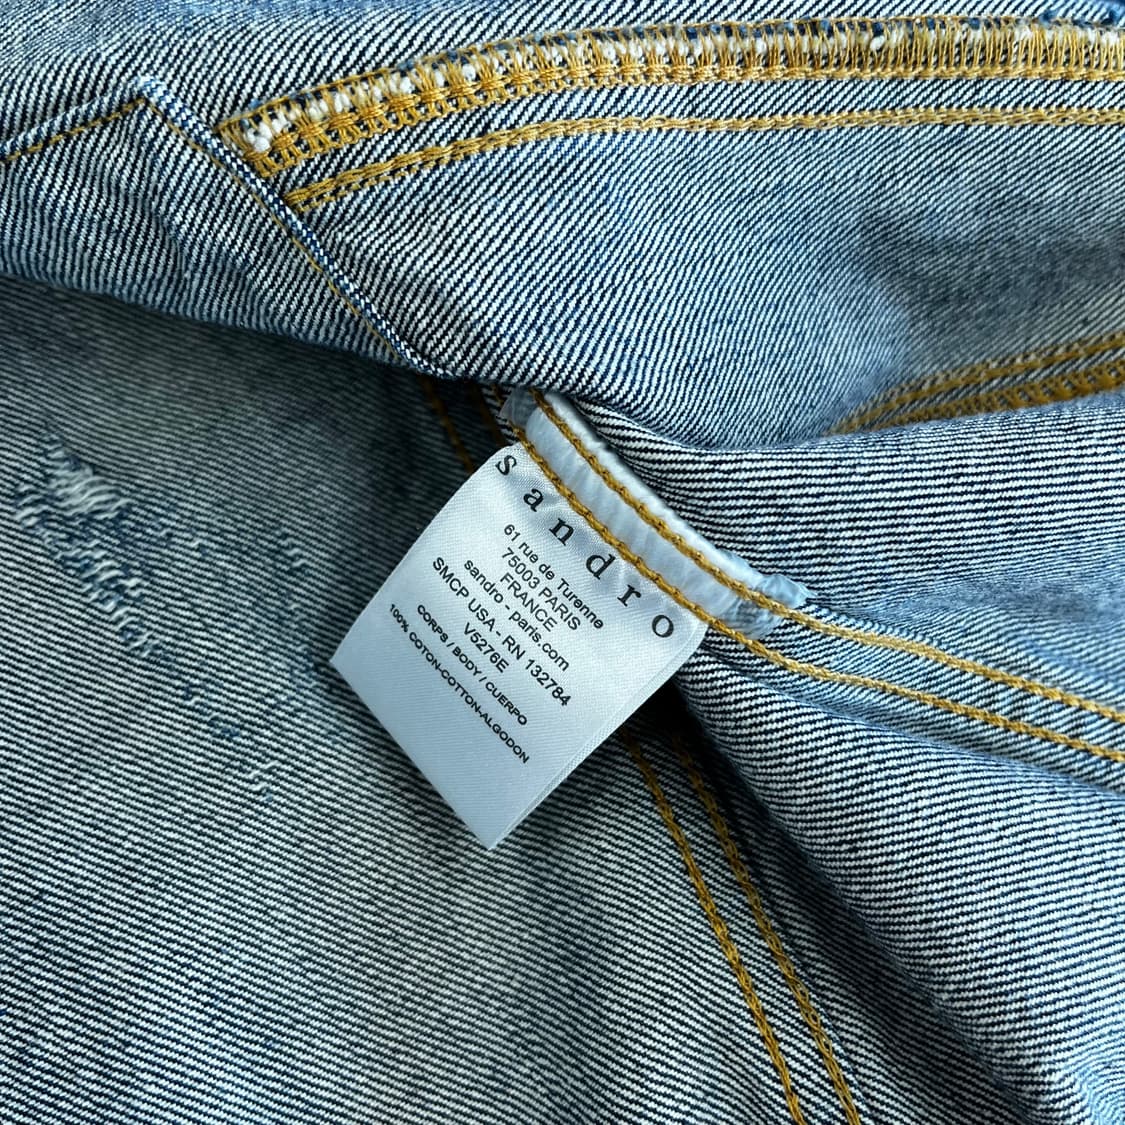 sandro
61 rue de Turenne
75003 PARIS
FRANCE
sandro - paris.com
SMCP USA - RN 132784
V5276E
CORPS / BODY / CUERPO
100% COTON-COTTON-ALGODON